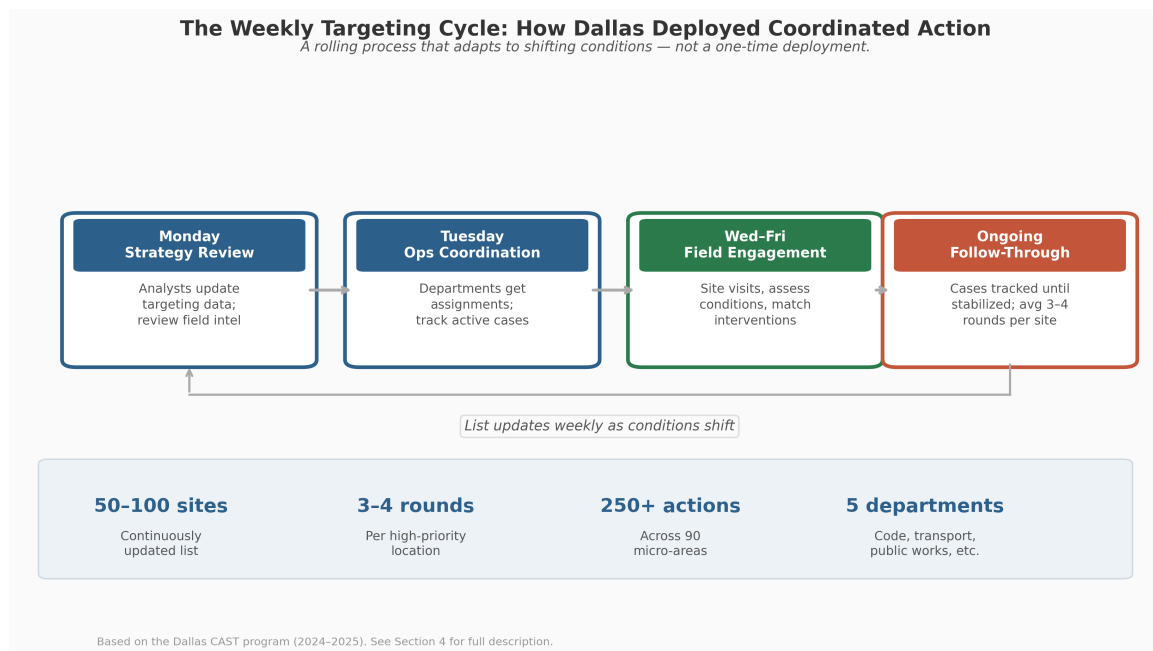 The Weekly Targeting Cycle: How Dallas Deployed Coordinated Action
A rolling process that adapts to shifting conditions — not a one-time deployment.
Monday
Strategy Review
Analysts update
targeting data;
review field intel
Tuesday
Ops Coordination
Departments get
assignments;
track active cases
Wed–Fri
Field Engagement
Site visits, assess
conditions, match
interventions
Ongoing
Follow-Through
Cases tracked until
stabilized; avg 3–4
rounds per site
List updates weekly as conditions shift
50–100 sites
Continuously
updated list
3–4 rounds
Per high-priority
location
250+ actions
Across 90
micro-areas
5 departments
Code, transport,
public works, etc.
Based on the Dallas CAST program (2024–2025). See Section 4 for full description.